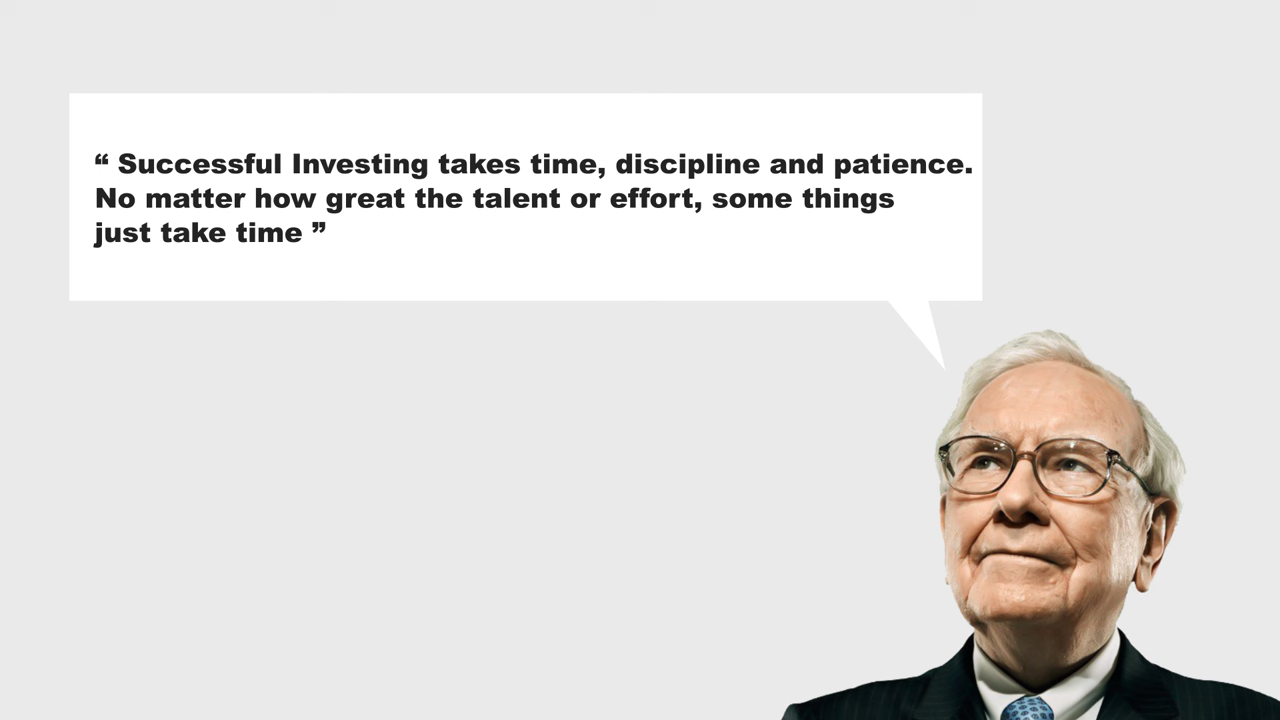 ❝ Successful Investing takes time, discipline and patience.
No matter how great the talent or effort, some things
just take time ❞